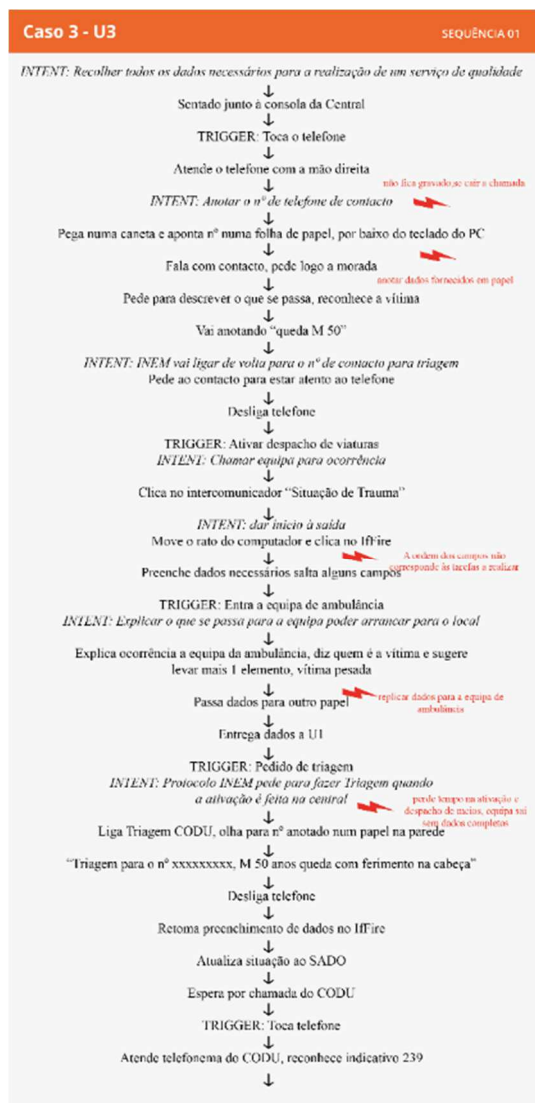 Caso 3 - U3
SEQUÊNCIA 01
INTENT: Recolher todos os dados necessários para a realização de um serviço de qualidade
Sentado junto à consola da Central
TRIGGER: Toca o telefone
Atende o telefone com a mão direita
não fica gravado,se cair a chamada
INTENT: Anotar o nº de telefone de contacto
Pega numa caneta e aponta nº numa folha de papel, por baixo do teclado do PC
Fala com contacto, pede logo a morada
anotar dados fornecidos em papel
Pede para descrever o que se passa, reconhece a vítima
Vai anotando “queda M 50”
INTENT: INEM vai ligar de volta para o nº de contacto para triagem
Pede ao contacto para estar atento ao telefone
Desliga telefone
TRIGGER: Ativar despacho de viaturas
INTENT: Chamar equipa para ocorrência
Clica no intercomunicador “Situação de Trauma”
INTENT: dar início à saída
Move o rato do computador e clica no IfFire
A ordem dos campos não
corresponde às tarefas a realizar
Preenche dados necessários salta alguns campos
TRIGGER: Entra a equipa de ambulância
INTENT: Explicar o que se passa para a equipa poder arrancar para o local
Explica ocorrência a equipa da ambulância, diz quem é a vítima e sugere
levar mais 1 elemento, vítima pesada
Passa dados para outro papel
replicar dados para a equipa de
ambulância
Entrega dados a U1
TRIGGER: Pedido de triagem
INTENT: Protocolo INEM pede para fazer Triagem quando
a ativação é feita na central
perde tempo na ativação e
despacho de meios, equipa sai
sem dados completos
Liga Triagem CODU, olha para nº anotado num papel na parede
“Triagem para o nº xxxxxxxxx, M 50 anos queda com ferimento na cabeça”
Desliga telefone
Retoma preenchimento de dados no IfFire
Atualiza situação ao SADO
Espera por chamada do CODU
TRIGGER: Toca telefone
Atende telefonema do CODU, reconhece indicativo 239